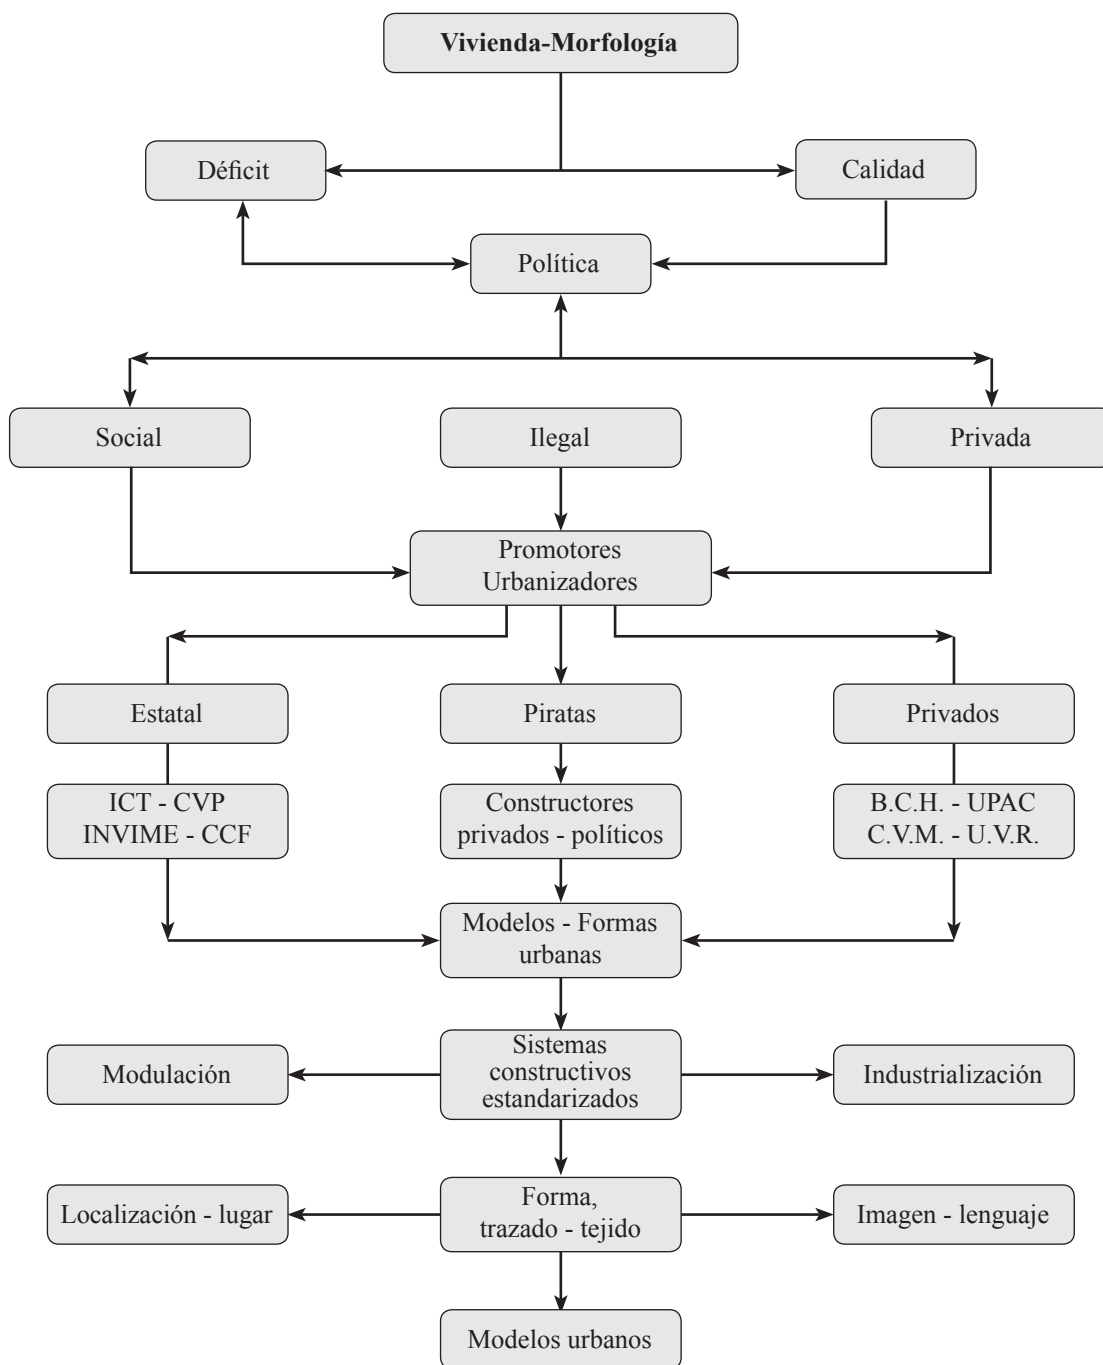 Vivienda-Morfología
Déficit
Calidad
Política
Social
Ilegal
Privada
Promotores
Urbanizadores
Estatal
Piratas
Privados
ICT - CVP
INVIME - CCF
Constructores
privados - políticos
B.C.H. - UPAC
C.V.M. - U.V.R.
Modelos - Formas
urbanas
Modulación
Sistemas
constructivos
estandarizados
Industrialización
Localización - lugar
Forma,
trazado - tejido
Imagen - lenguaje
Modelos urbanos